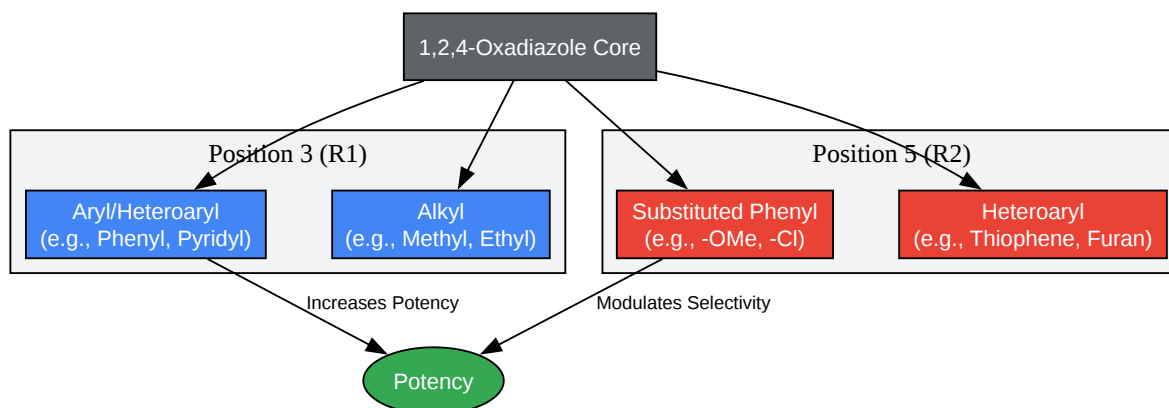 1,2,4-Oxadiazole Core
Position 3 (R1)
Position 5 (R2)
Aryl/Heteroaryl
(e.g., Phenyl, Pyridyl)
Alkyl
(e.g., Methyl, Ethyl)
Substituted Phenyl
(e.g., -OMe, -Cl)
Heteroaryl
(e.g., Thiophene, Furan)
Increases Potency
Modulates Selectivity
Potency